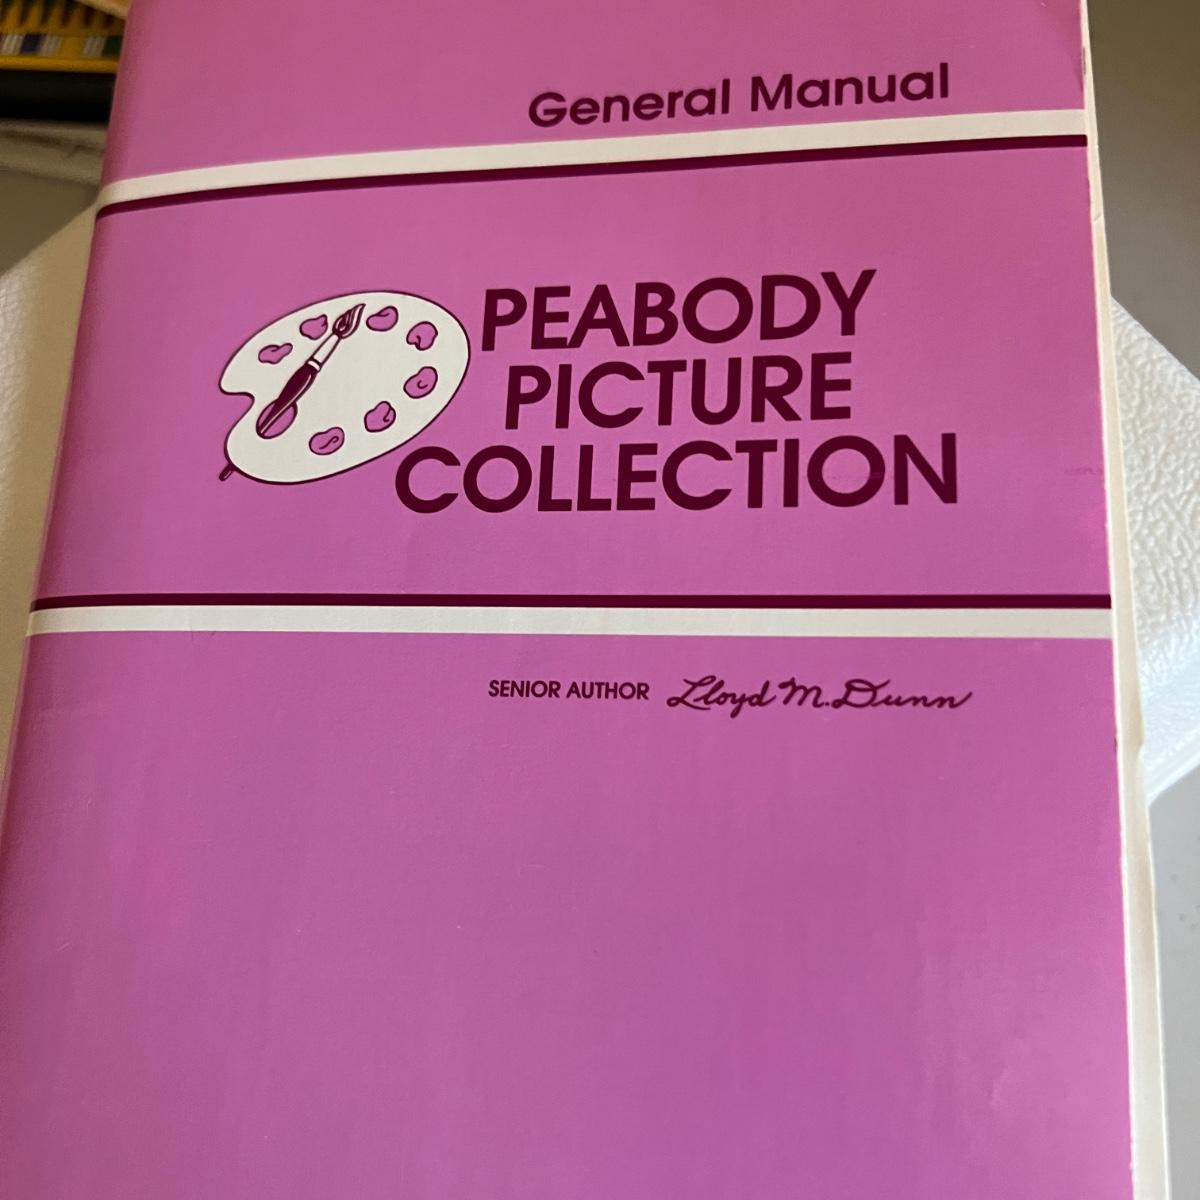 General Manual
PEABODY
PICTURE
COLLECTION
SENIOR AUTHOR Lloyd M. Dunn